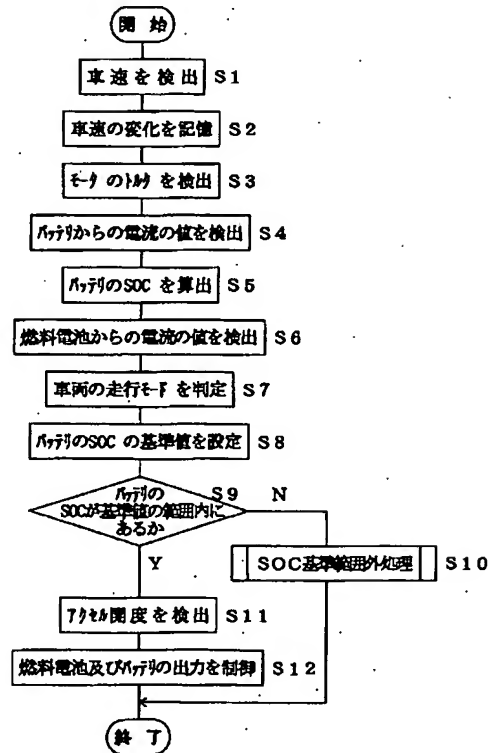 開 始
車速を検出 S1
車速の変化を記憶 S2
モータ のトルク を検出 S3
バッテリからの電流の値を検出 S4
バッテリのSOC を算出 S5
燃料電池からの電流の値を検出 S6
車両の走行モード を判定 S7
バッテリのSOC の基準値を設定 S8
バッテリの S9 N
SOCが基準値の範囲内に
あるか
Y
SOC基準範囲外処理 S10
アクセル開度を検出 S11
燃料電池及びバッテリの出力を制御 S12
終 了